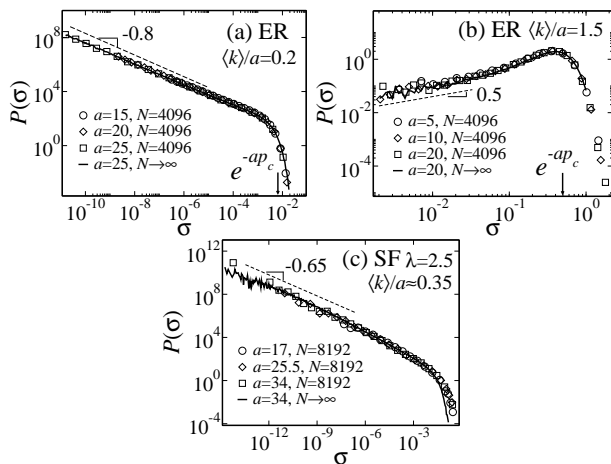 (a) ER
⟨k⟩/a=0.2
-0.8
10^8
10^4
10^0
P(σ)
a=15, N=4096
a=20, N=4096
a=25, N=4096
a=25, N→∞
e^{-ap_c}
10^{-10} 10^{-8} 10^{-6} 10^{-4} 10^{-2}
σ
(b) ER ⟨k⟩/a=1.5
10^2
10^0
10^{-2}
10^{-4}
P(σ)
0.5
a=5, N=4096
a=10, N=4096
a=20, N=4096
a=20, N→∞
e^{-ap_c}
10^{-2} 10^{-1} 10^0
σ
(c) SF λ=2.5
⟨k⟩/a≈0.35
-0.65
10^{12}
10^8
10^4
10^0
10^{-4}
P(σ)
a=17, N=8192
a=25.5, N=8192
a=34, N=8192
a=34, N→∞
10^{-12} 10^{-9} 10^{-6} 10^{-3}
σ